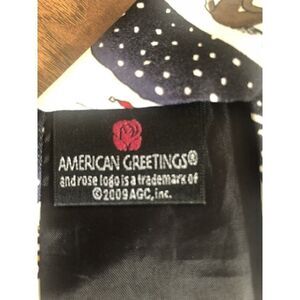 AMERICAN GREETINGS®
and rose logo is a trademark of
©2009 AGC, inc.